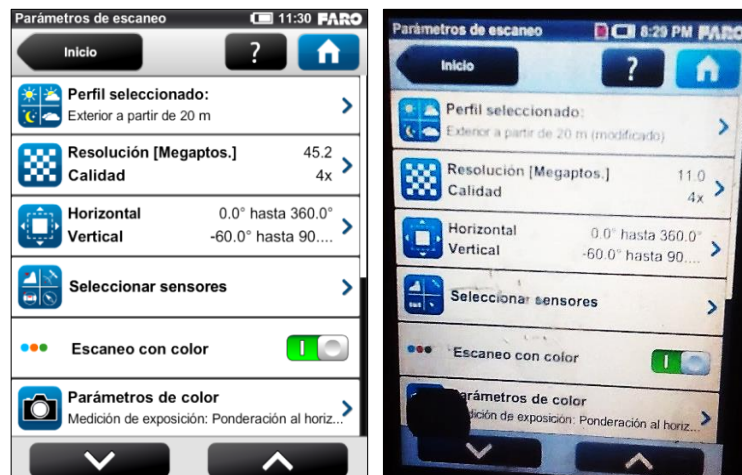 Parámetros de escaneo 11:30 FARO
Inicio ?
Perfil seleccionado:
Exterior a partir de 20 m
Resolución [Megaptos.] 45.2
Calidad 4x
Horizontal 0.0° hasta 360.0°
Vertical -60.0° hasta 90....
Seleccionar sensores
Escaneo con color
Parámetros de color
Medición de exposición: Ponderación al horiz...
Parámetros de escaneo 8:29 PM FARO
Inicio ?
Perfil seleccionado:
Exterior a partir de 20 m (modificado)
Resolución [Megaptos.] 11.0
Calidad 4x
Horizontal 0.0° hasta 360.0°
Vertical -60.0° hasta 90....
Seleccionar sensores
Escaneo con color
arámetros de color
dición de exposición: Ponderación al horiz...